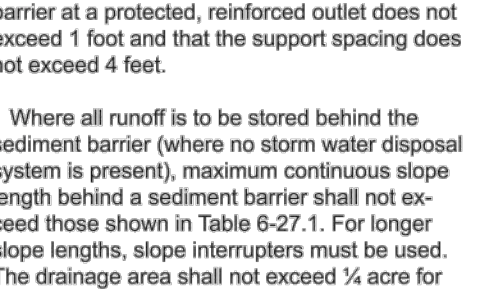 barrier at a protected, reinforced outlet does not
exceed 1 foot and that the support spacing does
not exceed 4 feet.
Where all runoff is to be stored behind the
sediment barrier (where no storm water disposal
system is present), maximum continuous slope
length behind a sediment barrier shall not ex-
ceed those shown in Table 6-27.1. For longer
slope lengths, slope interrupters must be used.
The drainage area shall not exceed ¼ acre for